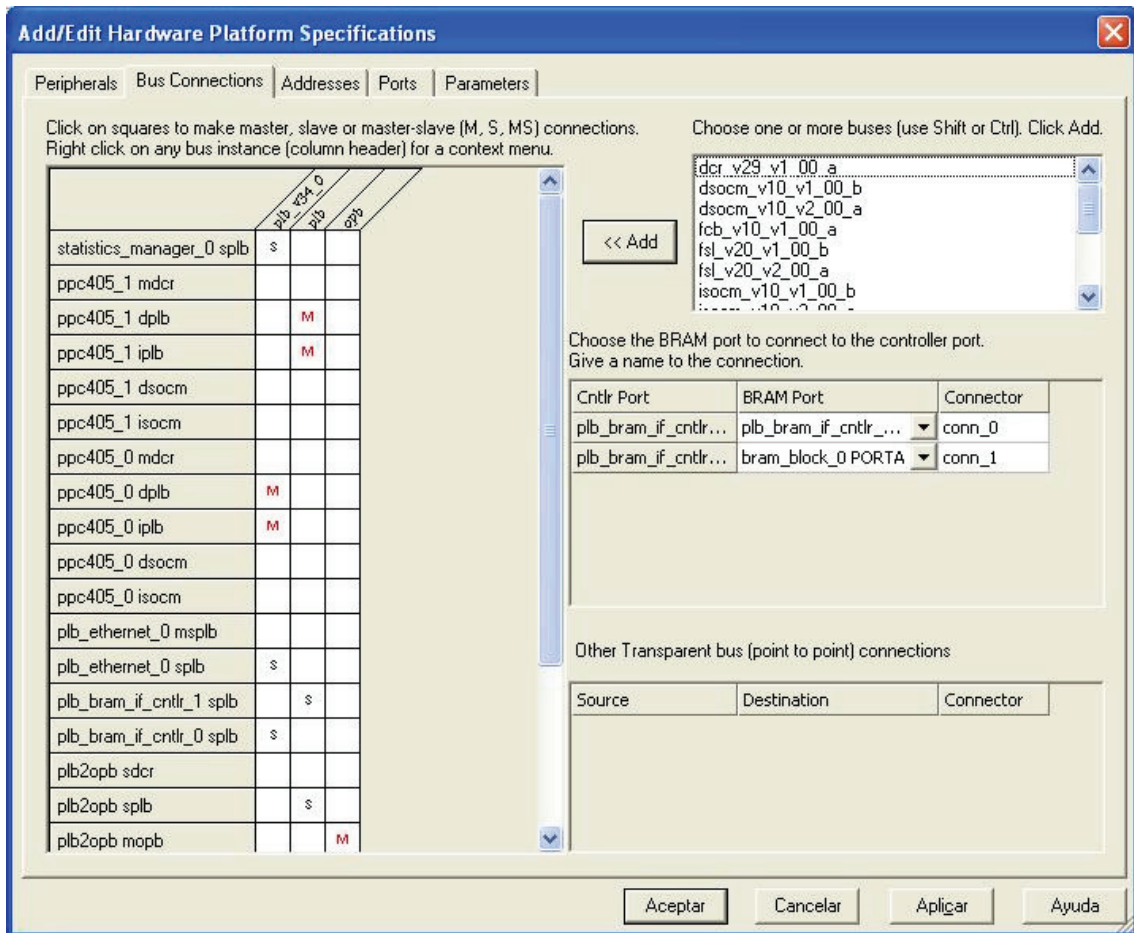 Add/Edit Hardware Platform Specifications
Peripherals Bus Connections Addresses Ports Parameters
Click on squares to make master, slave or master-slave (M, S, MS) connections.
Right click on any bus instance (column header) for a context menu.
plb_v34_0 plb opb
statistics_manager_0 splb S
ppc405_1 mdcr
ppc405_1 dplb M
ppc405_1 iplb M
ppc405_1 dsocm
ppc405_1 isocm
ppc405_0 mdcr
ppc405_0 dplb M
ppc405_0 iplb M
ppc405_0 dsocm
ppc405_0 isocm
plb_ethernet_0 msplb
plb_ethernet_0 splb S
plb_bram_if_cntlr_1 splb S
plb_bram_if_cntlr_0 splb S
plb2opb sdcr
plb2opb splb S
plb2opb mopb M
Choose one or more buses (use Shift or Ctrl). Click Add.
<< Add
dcr_v29_v1_00_a
dsocm_v10_v1_00_b
dsocm_v10_v2_00_a
fcb_v10_v1_00_a
fsl_v20_v1_00_b
fsl_v20_v2_00_a
isocm_v10_v1_00_b
Choose the BRAM port to connect to the controller port.
Give a name to the connection.
Cntlr Port BRAM Port Connector
plb_bram_if_cntlr... plb_bram_if_cntlr_... conn_0
plb_bram_if_cntlr... bram_block_0 PORTA conn_1
Other Transparent bus (point to point) connections
Source Destination Connector
Aceptar Cancelar Aplicar Ayuda